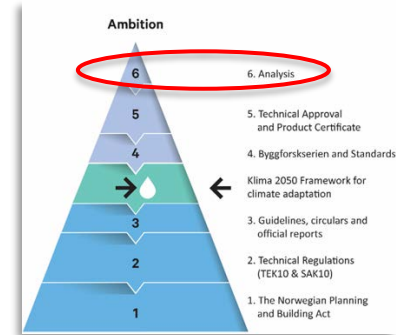 Ambition
6
6. Analysis
5
5. Technical Approval
and Product Certificate
4
4. Byggforskserien and Standards
Klima 2050 Framework for
climate adaptation
3
3. Guidelines, circulars and
official reports
2
2. Technical Regulations
(TEK10 & SAK10)
1
1. The Norwegian Planning
and Building Act